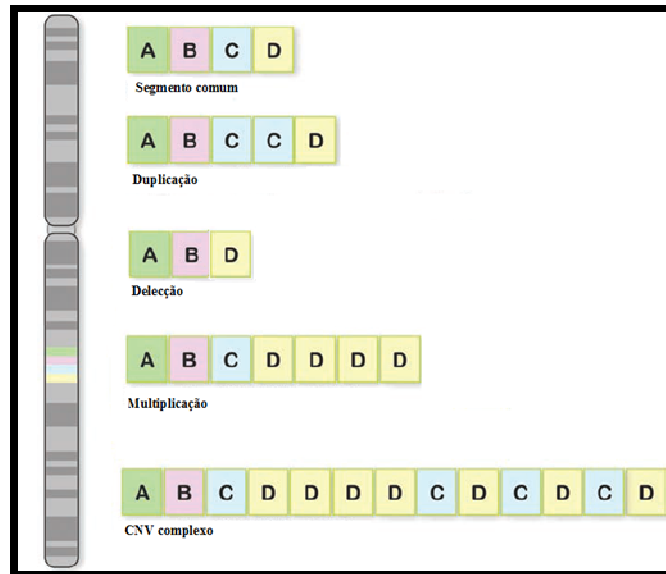 A B C D
Segmento comum
A B C C D
Duplicação
A B D
Delecção
A B C D D D D
Multiplicação
A B C D D D D C D C D C D
CNV complexo